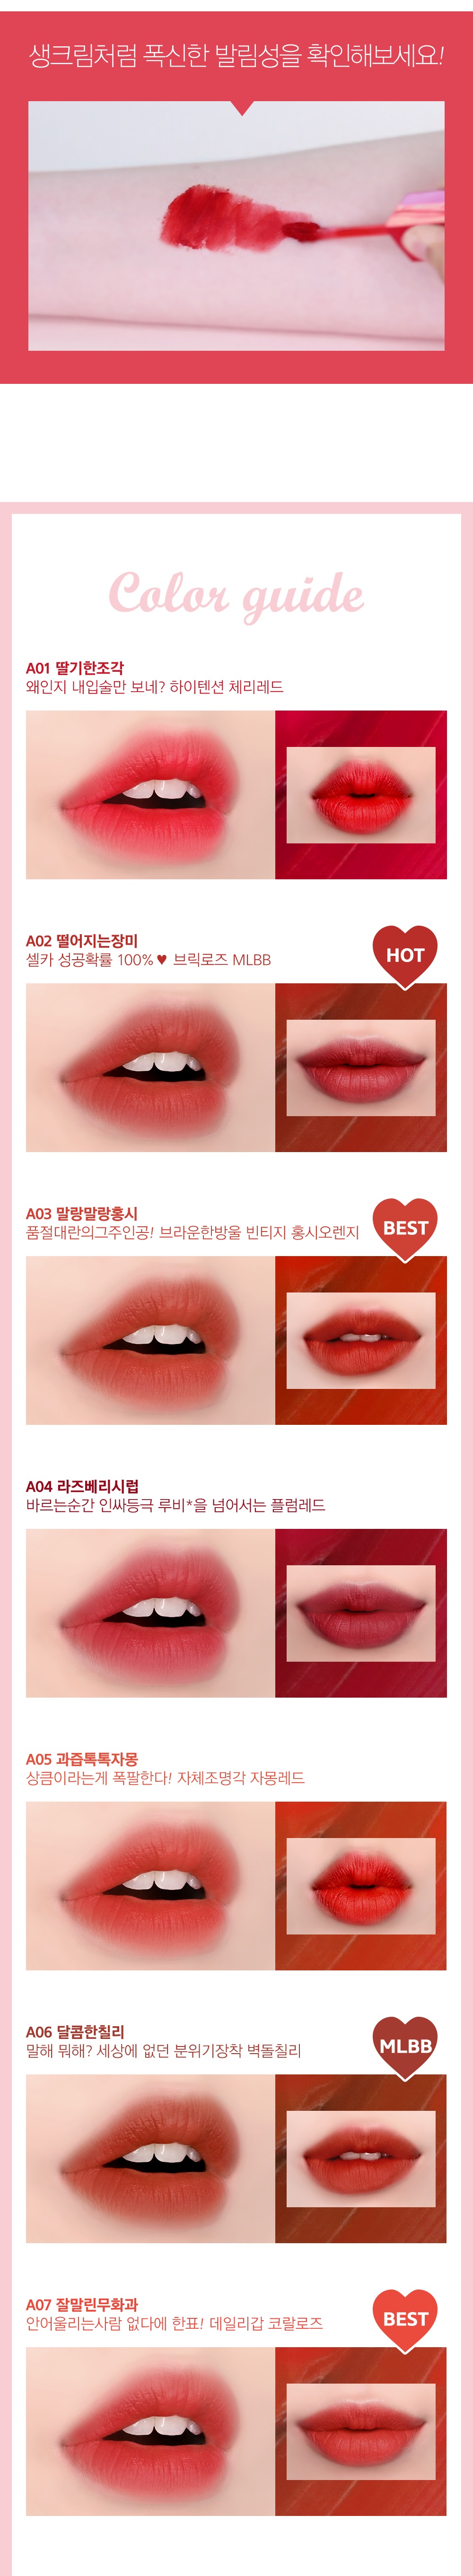 생크림처럼 폭신한 발림성을 확인해보세요!
Color guide
A01 딸기한조각
왜인지 내입술만 보네? 하이텐션 체리레드
A02 떨어지는장미
셀카 성공확률 100%♥ 브릭로즈 MLBB
HOT
A03 말랑말랑홍시
품절대란의그주인공! 브라운한방울 빈티지 홍시오렌지
BEST
A04 라즈베리시럽
바르는순간 인싸등극 루비*을 넘어서는 플럼레드
A05 과즙톡톡자몽
상큼이라는게 폭팔한다! 자체조명각 자몽레드
A06 달콤한칠리
말해 뭐해? 세상에 없던 분위기장착 벽돌칠리
MLBB
A07 잘말린무화과
안어울리는사람 없다에 한표! 데일리갑 코랄로즈
BEST